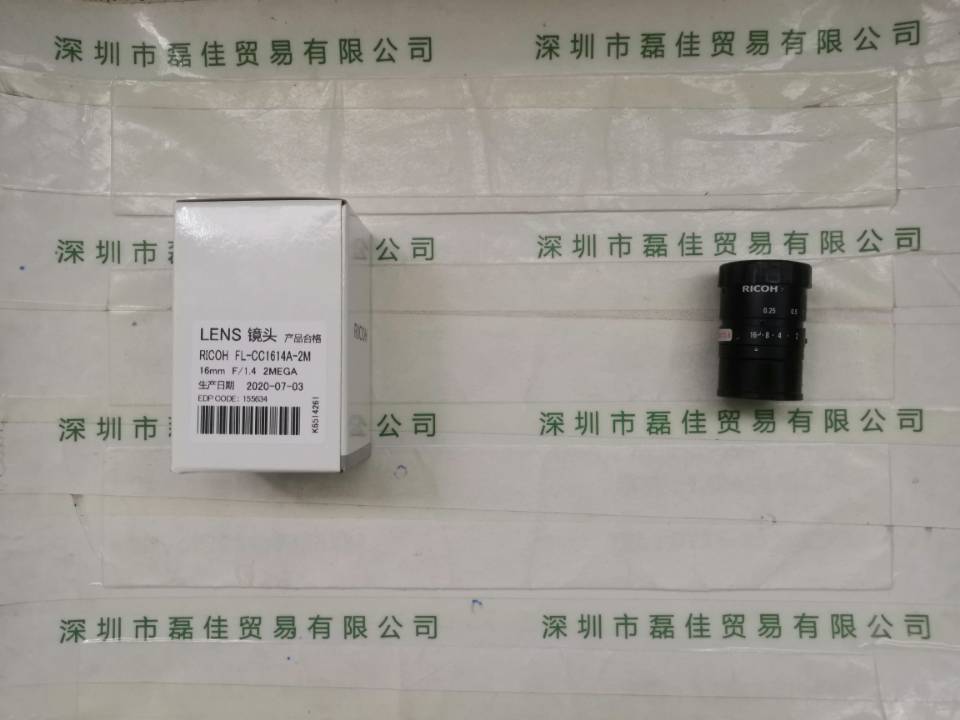 深圳市磊佳贸易有限公司
深圳市磊佳贸易有限公司
深圳市磊 公司
深圳市磊佳贸易有限公司
RICOH
RICOH
0.25 0.5
16 8 4 2
LENS 镜头 产品合格
RICOH FL-CC1614A-2M
16mm F/1.4 2MEGA
生产日期 2020-07-03
EDP CODE: 155634
K6514261
深圳市 公司
深圳市磊佳贸易有限公司
深圳市磊佳贸易有限公司
深圳市磊佳贸易有限公司